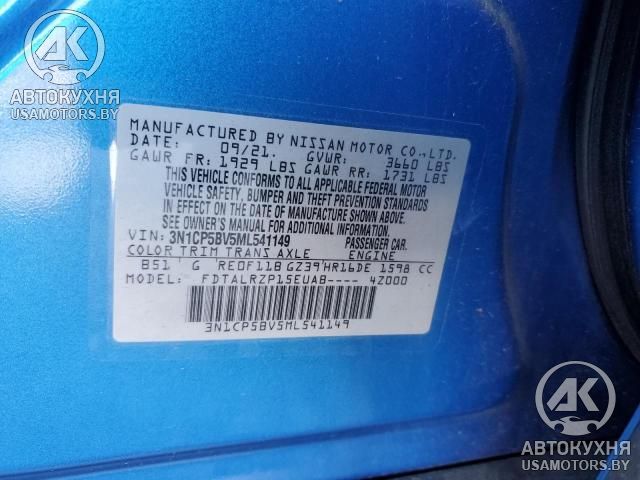 АК
АВТОКУХНЯ
USAMOTORS.BY
MANUFACTURED BY NISSAN MOTOR CO.,LTD.
DATE: 09/21. GVWR: 3660 LBS
GAWR FR: 1929 LBS GAWR RR: 1731 LBS
THIS VEHICLE CONFORMS TO ALL APPLICABLE FEDERAL MOTOR
VEHICLE SAFETY, BUMPER AND THEFT PREVENTION STANDARDS
IN EFFECT ON THE DATE OF MANUFACTURE SHOWN ABOVE.
SEE OWNER'S MANUAL FOR ADDITIONAL INFORMATION.
VIN: 3N1CP5BV5ML541149 PASSENGER CAR.
COLOR TRIM TRANS AXLE ENGINE
B51 G RE0F11B GZ39 HR16DE 1598 CC
MODEL: FDTALRZP15EUAB---- 4Z000
3N1CP5BV5ML541149
АК
АВТОКУХНЯ
USAMOTORS.BY